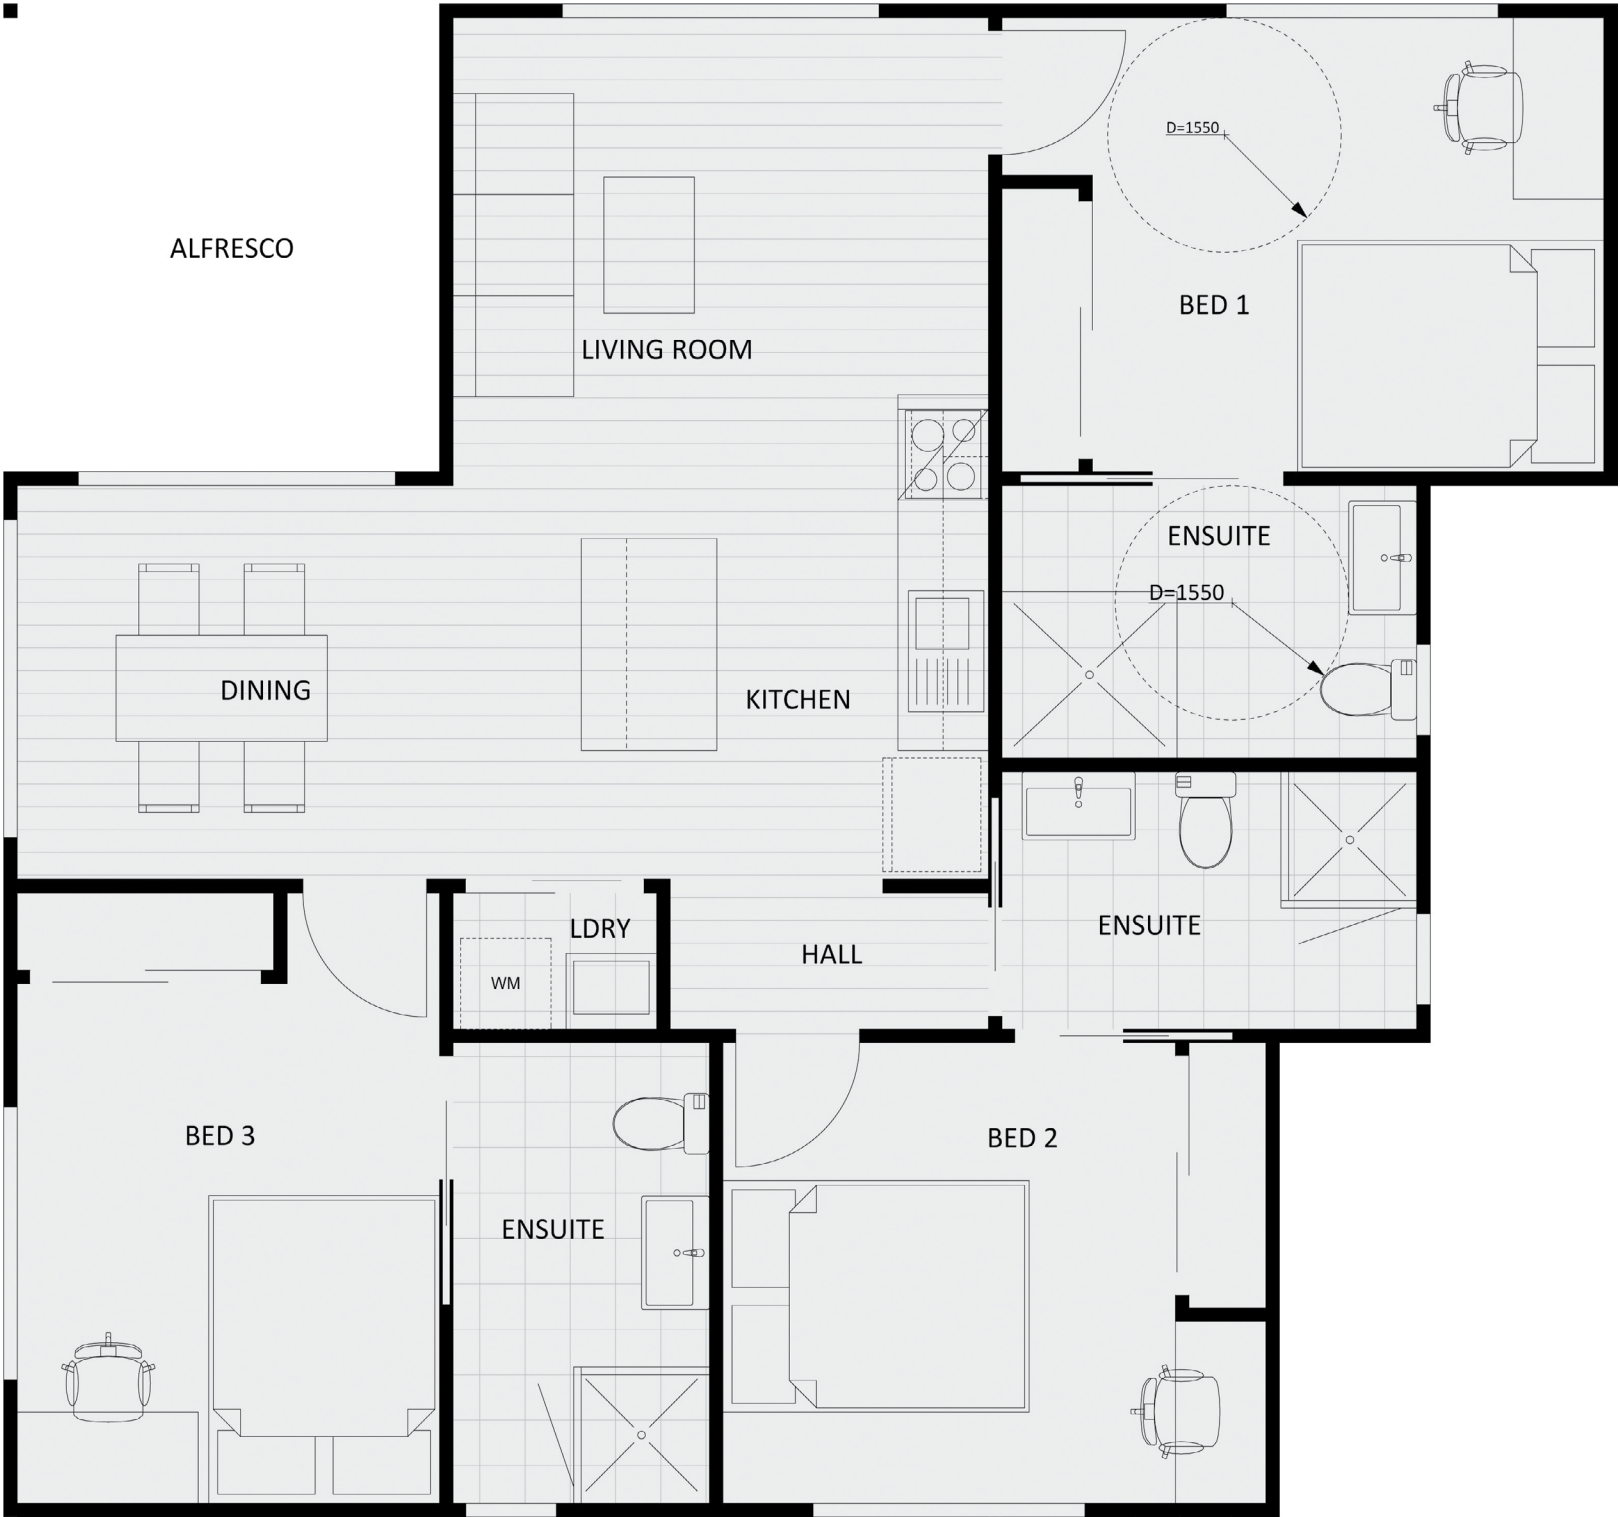 D=1550
ALFRESCO
BED 1
LIVING ROOM
ENSUITE
D=1550
DINING
KITCHEN
LDRY
ENSUITE
HALL
WM
BED 3
BED 2
ENSUITE